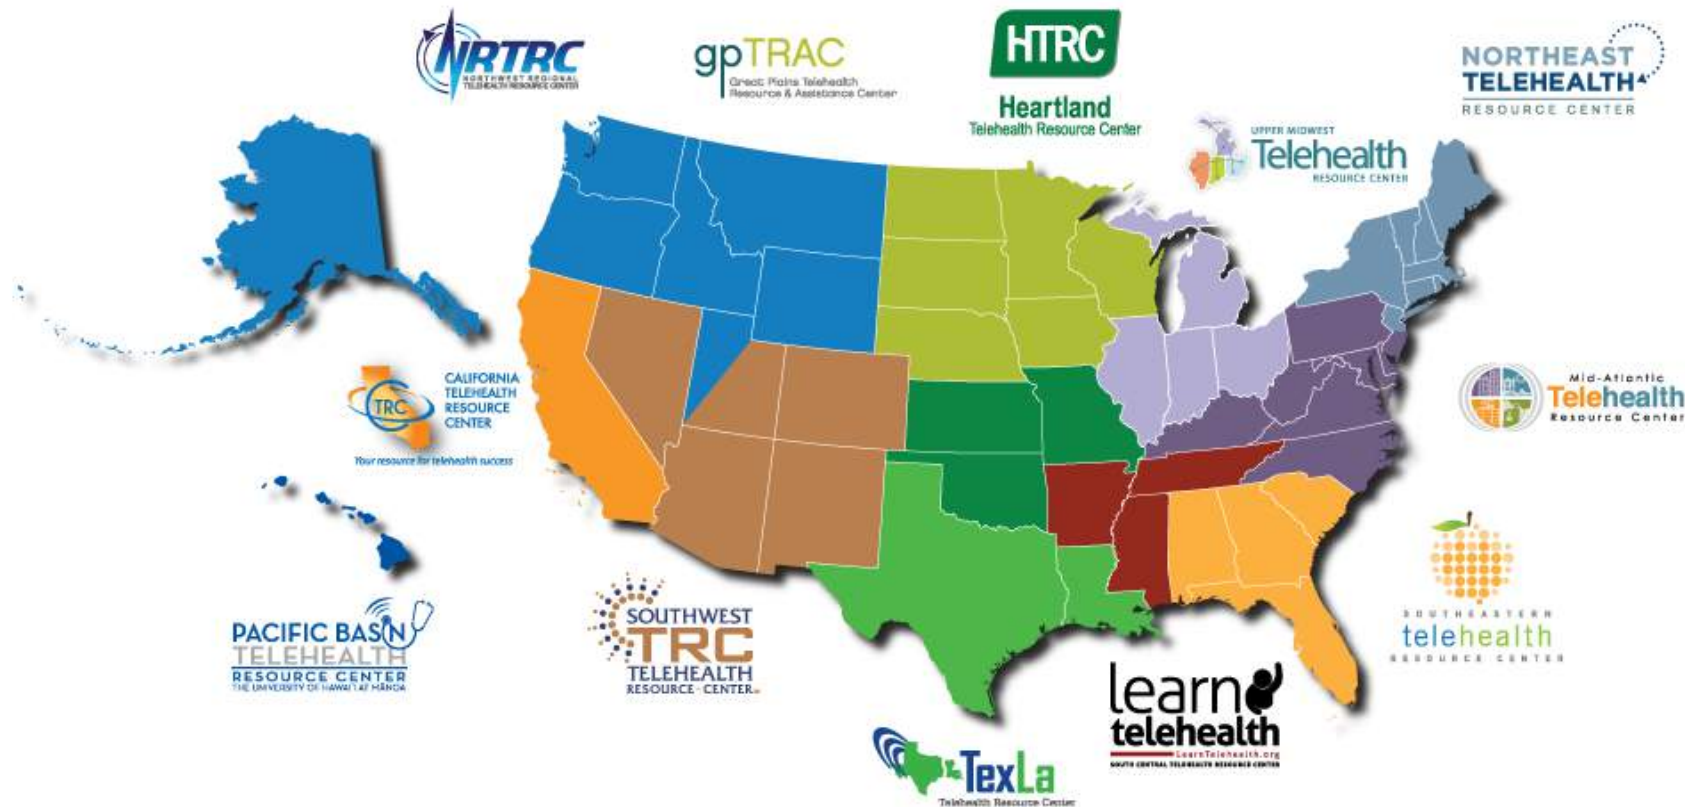 NRTRC
NORTHWEST REGIONAL
TELEHEALTH RESOURCE CENTER
gpTRAC
Great Plains Telehealth
Resource & Assistance Center
HTRC
Heartland
Telehealth Resource Center
UPPER MIDWEST
Telehealth
RESOURCE CENTER
NORTHEAST
TELEHEALTH
RESOURCE CENTER
TRC
CALIFORNIA
TELEHEALTH
RESOURCE
CENTER
Your resource for telehealth success
Mid-Atlantic
Telehealth
Resource Center
PACIFIC BASIN
TELEHEALTH
RESOURCE CENTER
THE UNIVERSITY OF HAWAI'I AT MĀNOA
SOUTHWEST
TRC
TELEHEALTH
RESOURCE · CENTER
SOUTHEASTERN
telehealth
RESOURCE CENTER
learn
telehealth
LearnTelehealth.org
SOUTH CENTRAL TELEHEALTH RESOURCE CENTER
TexLa
Telehealth Resource Center